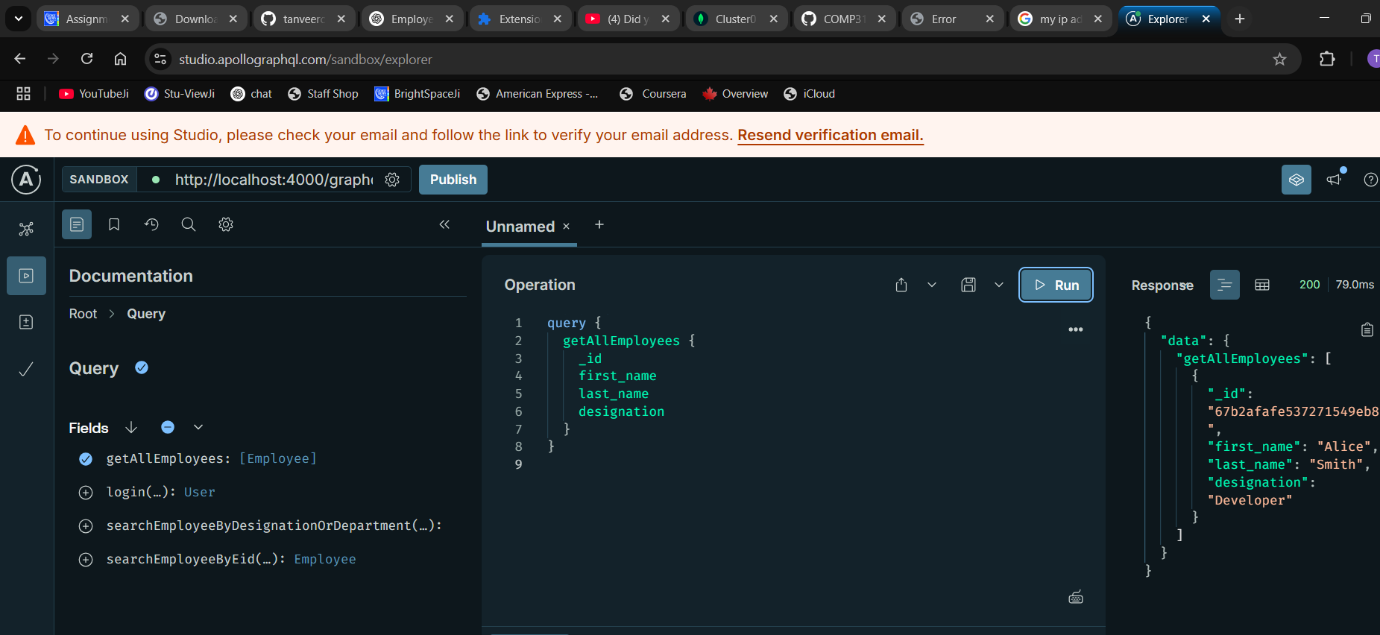 Assignm
Downloa
tanveerc
Employe
Extensio
(4) Did y
Cluster0
COMP31
Error
my ip ad
Explorer
studio.apollographql.com/sandbox/explorer
YouTubeJi
Stu-ViewJi
chat
Staff Shop
BrightSpaceJi
American Express -...
Coursera
Overview
iCloud
To continue using Studio, please check your email and follow the link to verify your email address. Resend verification email.
SANDBOX
http://localhost:4000/graph
Publish
Unnamed
Documentation
Root > Query
Query
Fields
getAllEmployees: [Employee]
login(…): User
searchEmployeeByDesignationOrDepartment(…):
searchEmployeeByEid(…): Employee
Operation
Run
1 query {
2 getAllEmployees {
3 _id
4 first_name
5 last_name
6 designation
7 }
8 }
9
Response
200
79.0ms
{
"data": {
"getAllEmployees": [
{
"_id":
"67b2afafe537271549eb8
",
"first_name": "Alice",
"last_name": "Smith",
"designation":
"Developer"
}
]
}
}